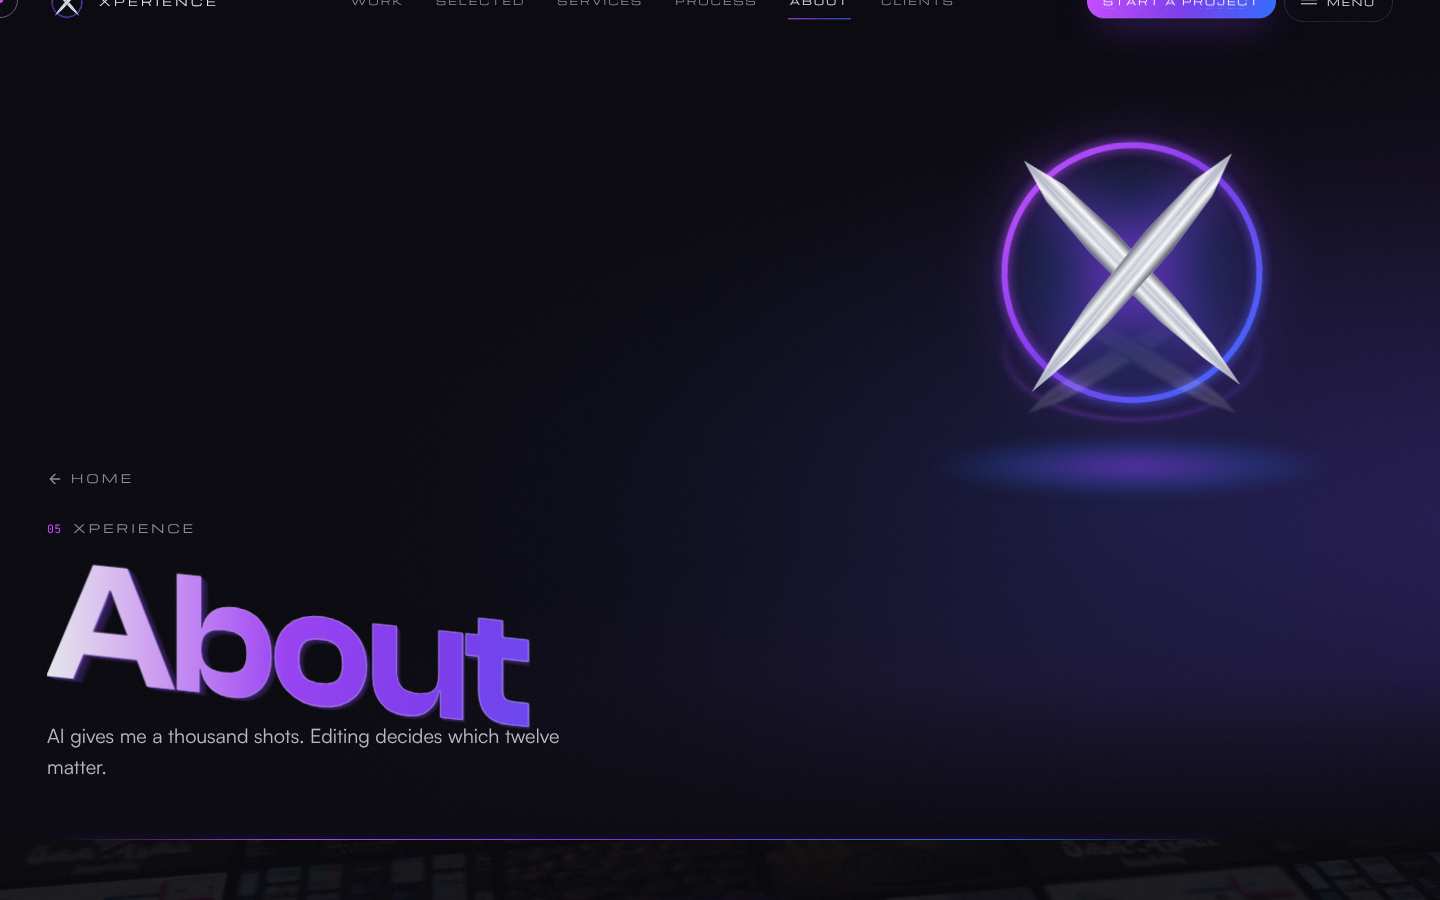 XPERIENCE
WORK
SELECTED
SERVICES
PROCESS
ABOUT
CLIENTS
START A PROJECT
MENU
← HOME
05 XPERIENCE
About
AI gives me a thousand shots. Editing decides which twelve
matter.